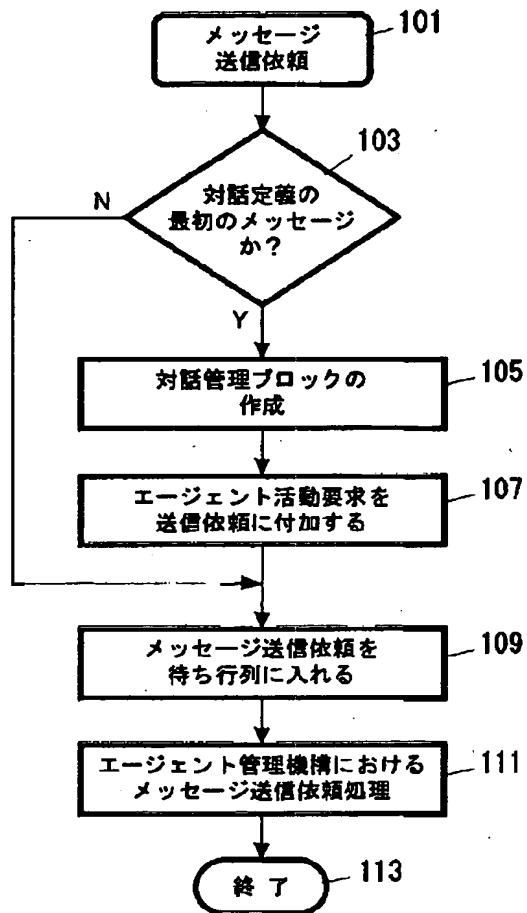 メッセージ
送信依頼
101
103
対話定義の
最初のメッセージ
か？
N
Y
対話管理ブロックの
作成
105
エージェント活動要求を
送信依頼に付加する
107
メッセージ送信依頼を
待ち行列に入れる
109
エージェント管理機構における
メッセージ送信依頼処理
111
終了
113